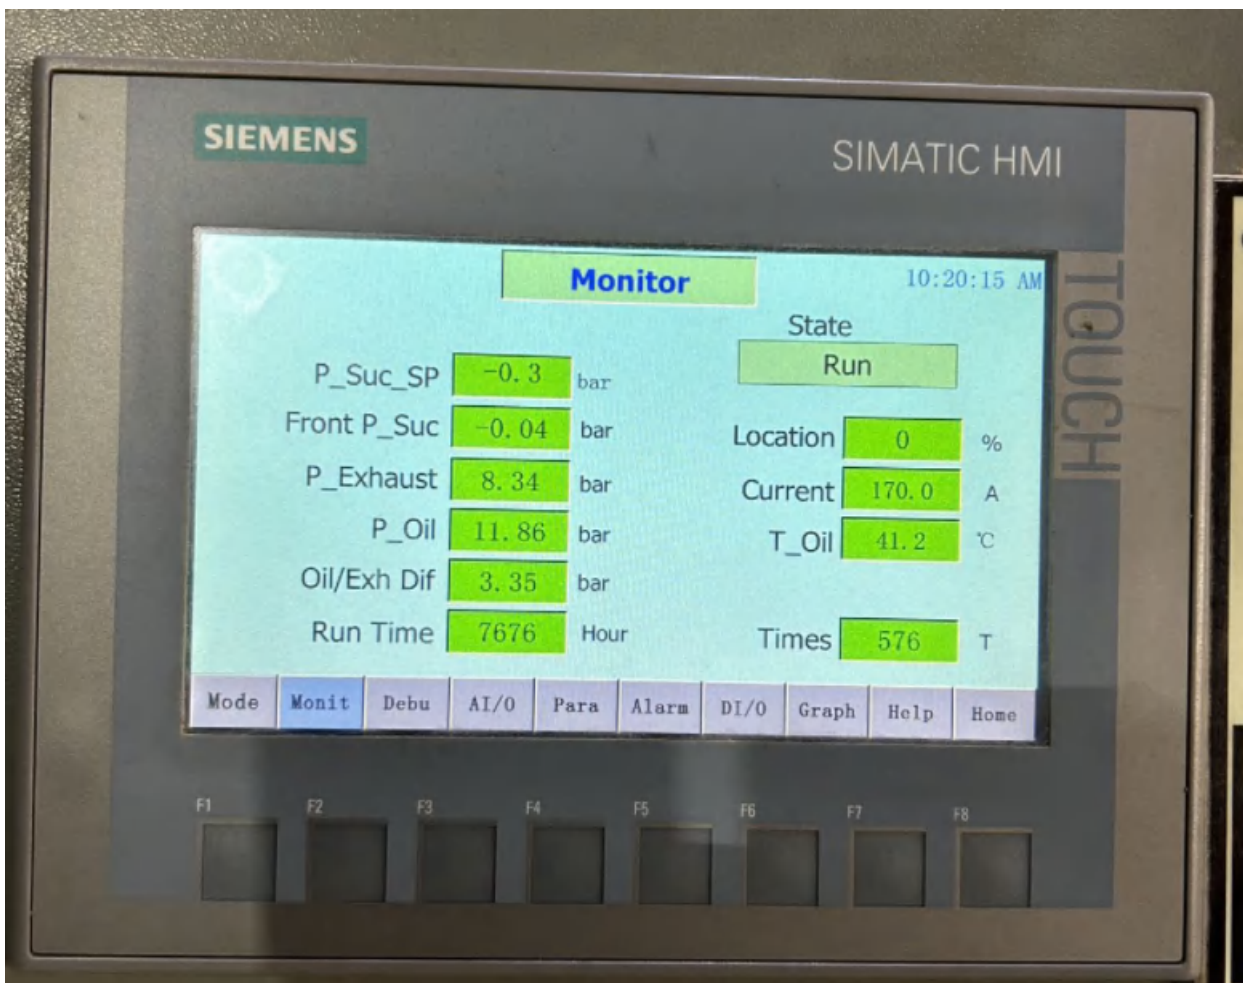 SIEMENS
SIMATIC HMI
TOUCH
Monitor
10:20:15 AM
State
Run
P_Suc_SP -0.3 bar
Front P_Suc -0.04 bar
Location 0 %
P_Exhaust 8.34 bar
Current 170.0 A
P_Oil 11.86 bar
T_Oil 41.2 ℃
Oil/Exh Dif 3.35 bar
Run Time 7676 Hour
Times 576 T
Mode Monit Debu AI/O Para Alarm DI/O Graph Help Home
F1 F2 F3 F4 F5 F6 F7 F8